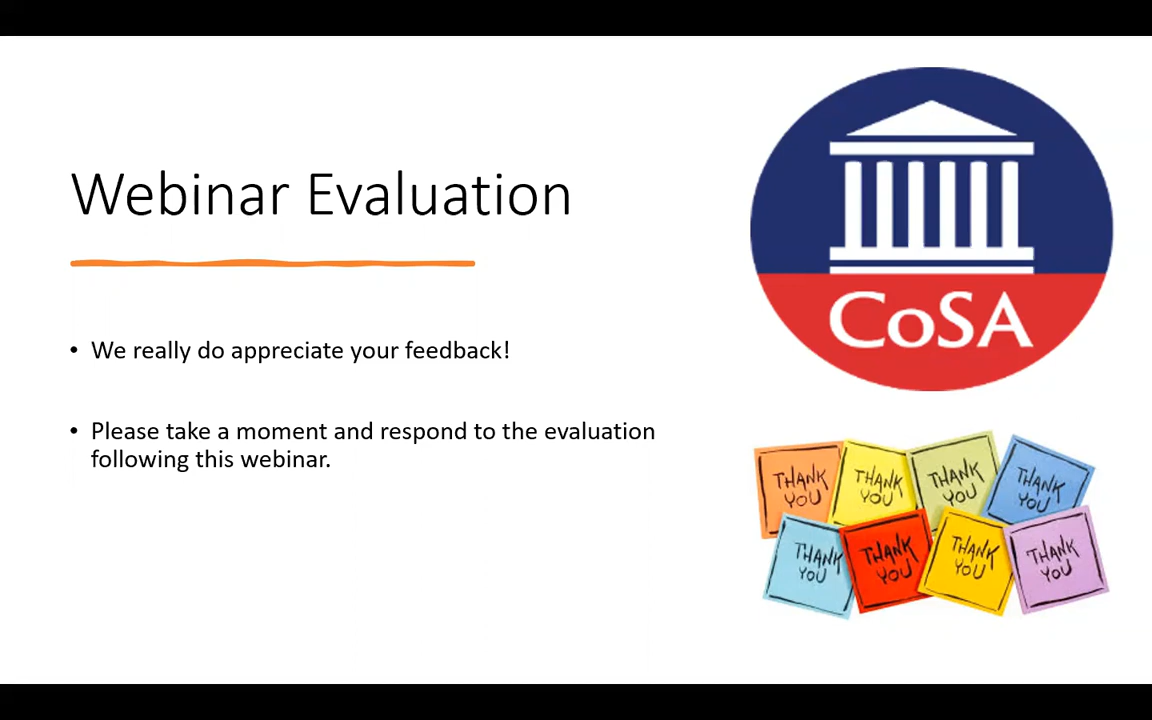 Webinar Evaluation
• We really do appreciate your feedback!
• Please take a moment and respond to the evaluation
following this webinar.
CoSA
THANK
YOU
THANK
YOU
THANK
YOU
THANK
YOU
THANK
YOU
THANK
YOU
THANK
YOU
THANK
YOU